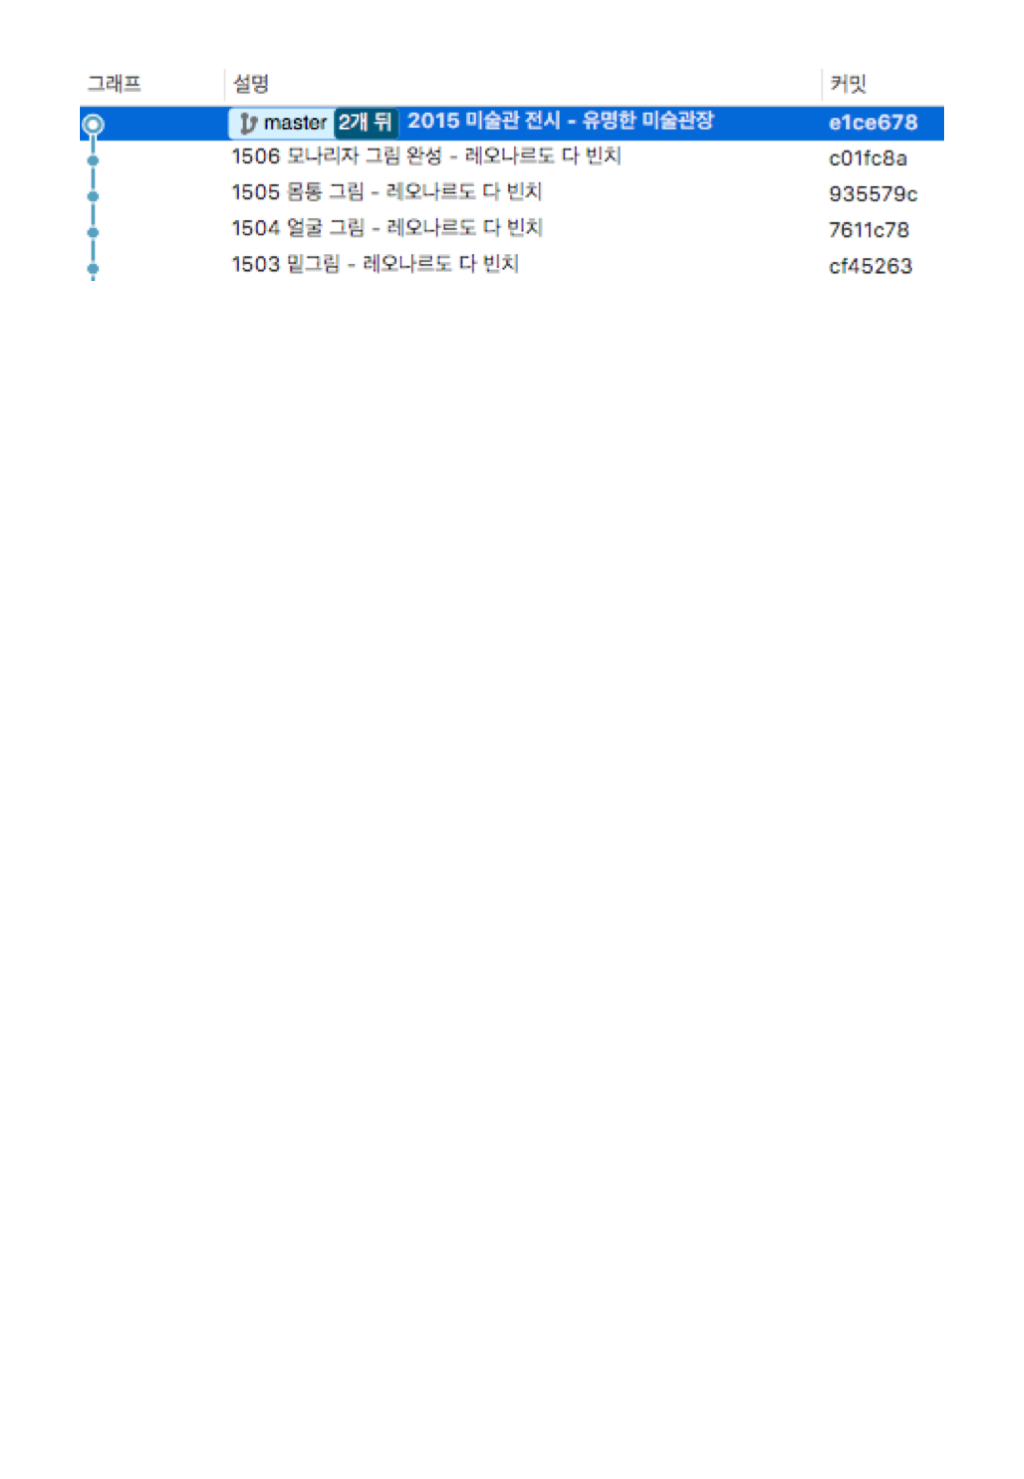 그래프 설명 커밋
master 2개 뒤 2015 미술관 전시 - 유명한 미술관장 e1ce678
1506 모나리자 그림 완성 - 레오나르도 다 빈치 c01fc8a
1505 몸통 그림 - 레오나르도 다 빈치 935579c
1504 얼굴 그림 - 레오나르도 다 빈치 7611c78
1503 밑그림 - 레오나르도 다 빈치 cf45263